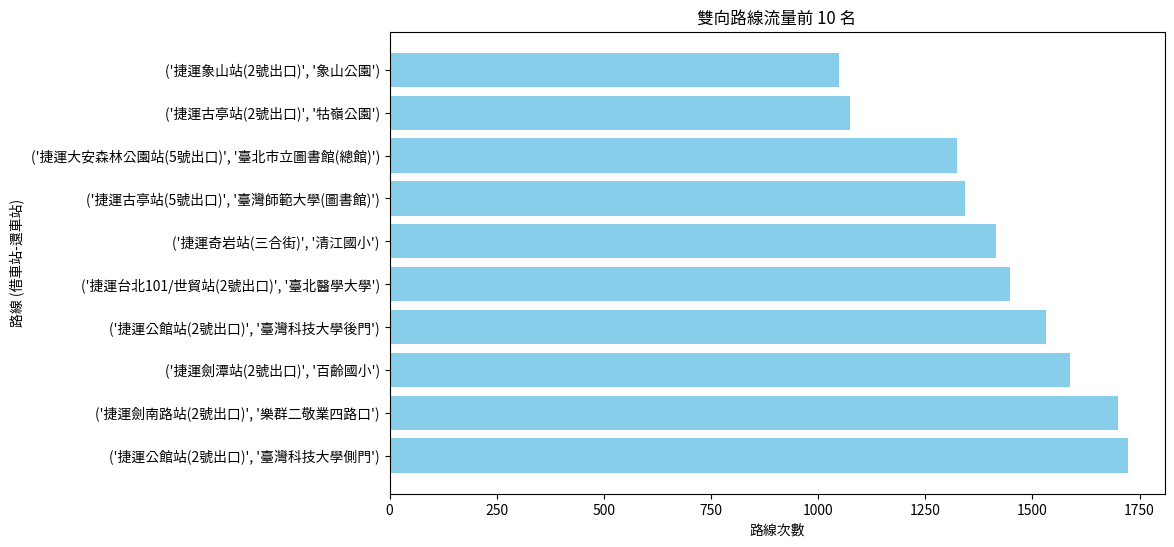 雙向路線流量前 10 名
路線 (借車站-還車站)
('捷運象山站(2號出口)', '象山公園')
('捷運古亭站(2號出口)', '牯嶺公園')
('捷運大安森林公園站(5號出口)', '臺北市立圖書館(總館)')
('捷運古亭站(5號出口)', '臺灣師範大學(圖書館)')
('捷運奇岩站(三合街)', '清江國小')
('捷運台北101/世貿站(2號出口)', '臺北醫學大學')
('捷運公館站(2號出口)', '臺灣科技大學後門')
('捷運劍潭站(2號出口)', '百齡國小')
('捷運劍南路站(2號出口)', '樂群二敬業四路口')
('捷運公館站(2號出口)', '臺灣科技大學側門')
0 250 500 750 1000 1250 1500 1750
路線次數